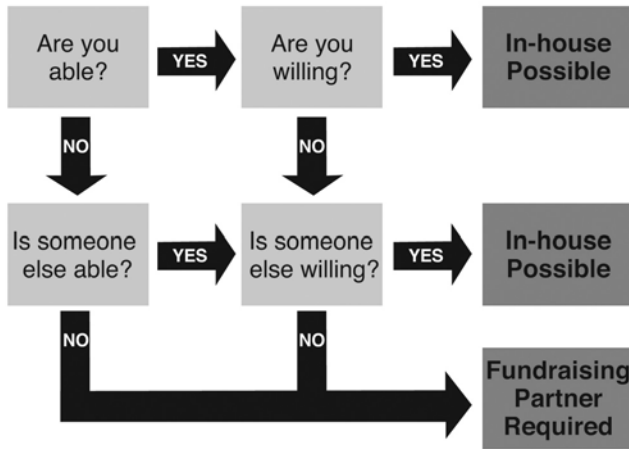 Are you
able?
YES
Are you
willing?
YES
In-house
Possible
NO
NO
Is someone
else able?
YES
Is someone
else willing?
YES
In-house
Possible
NO
NO
Fundraising
Partner
Required